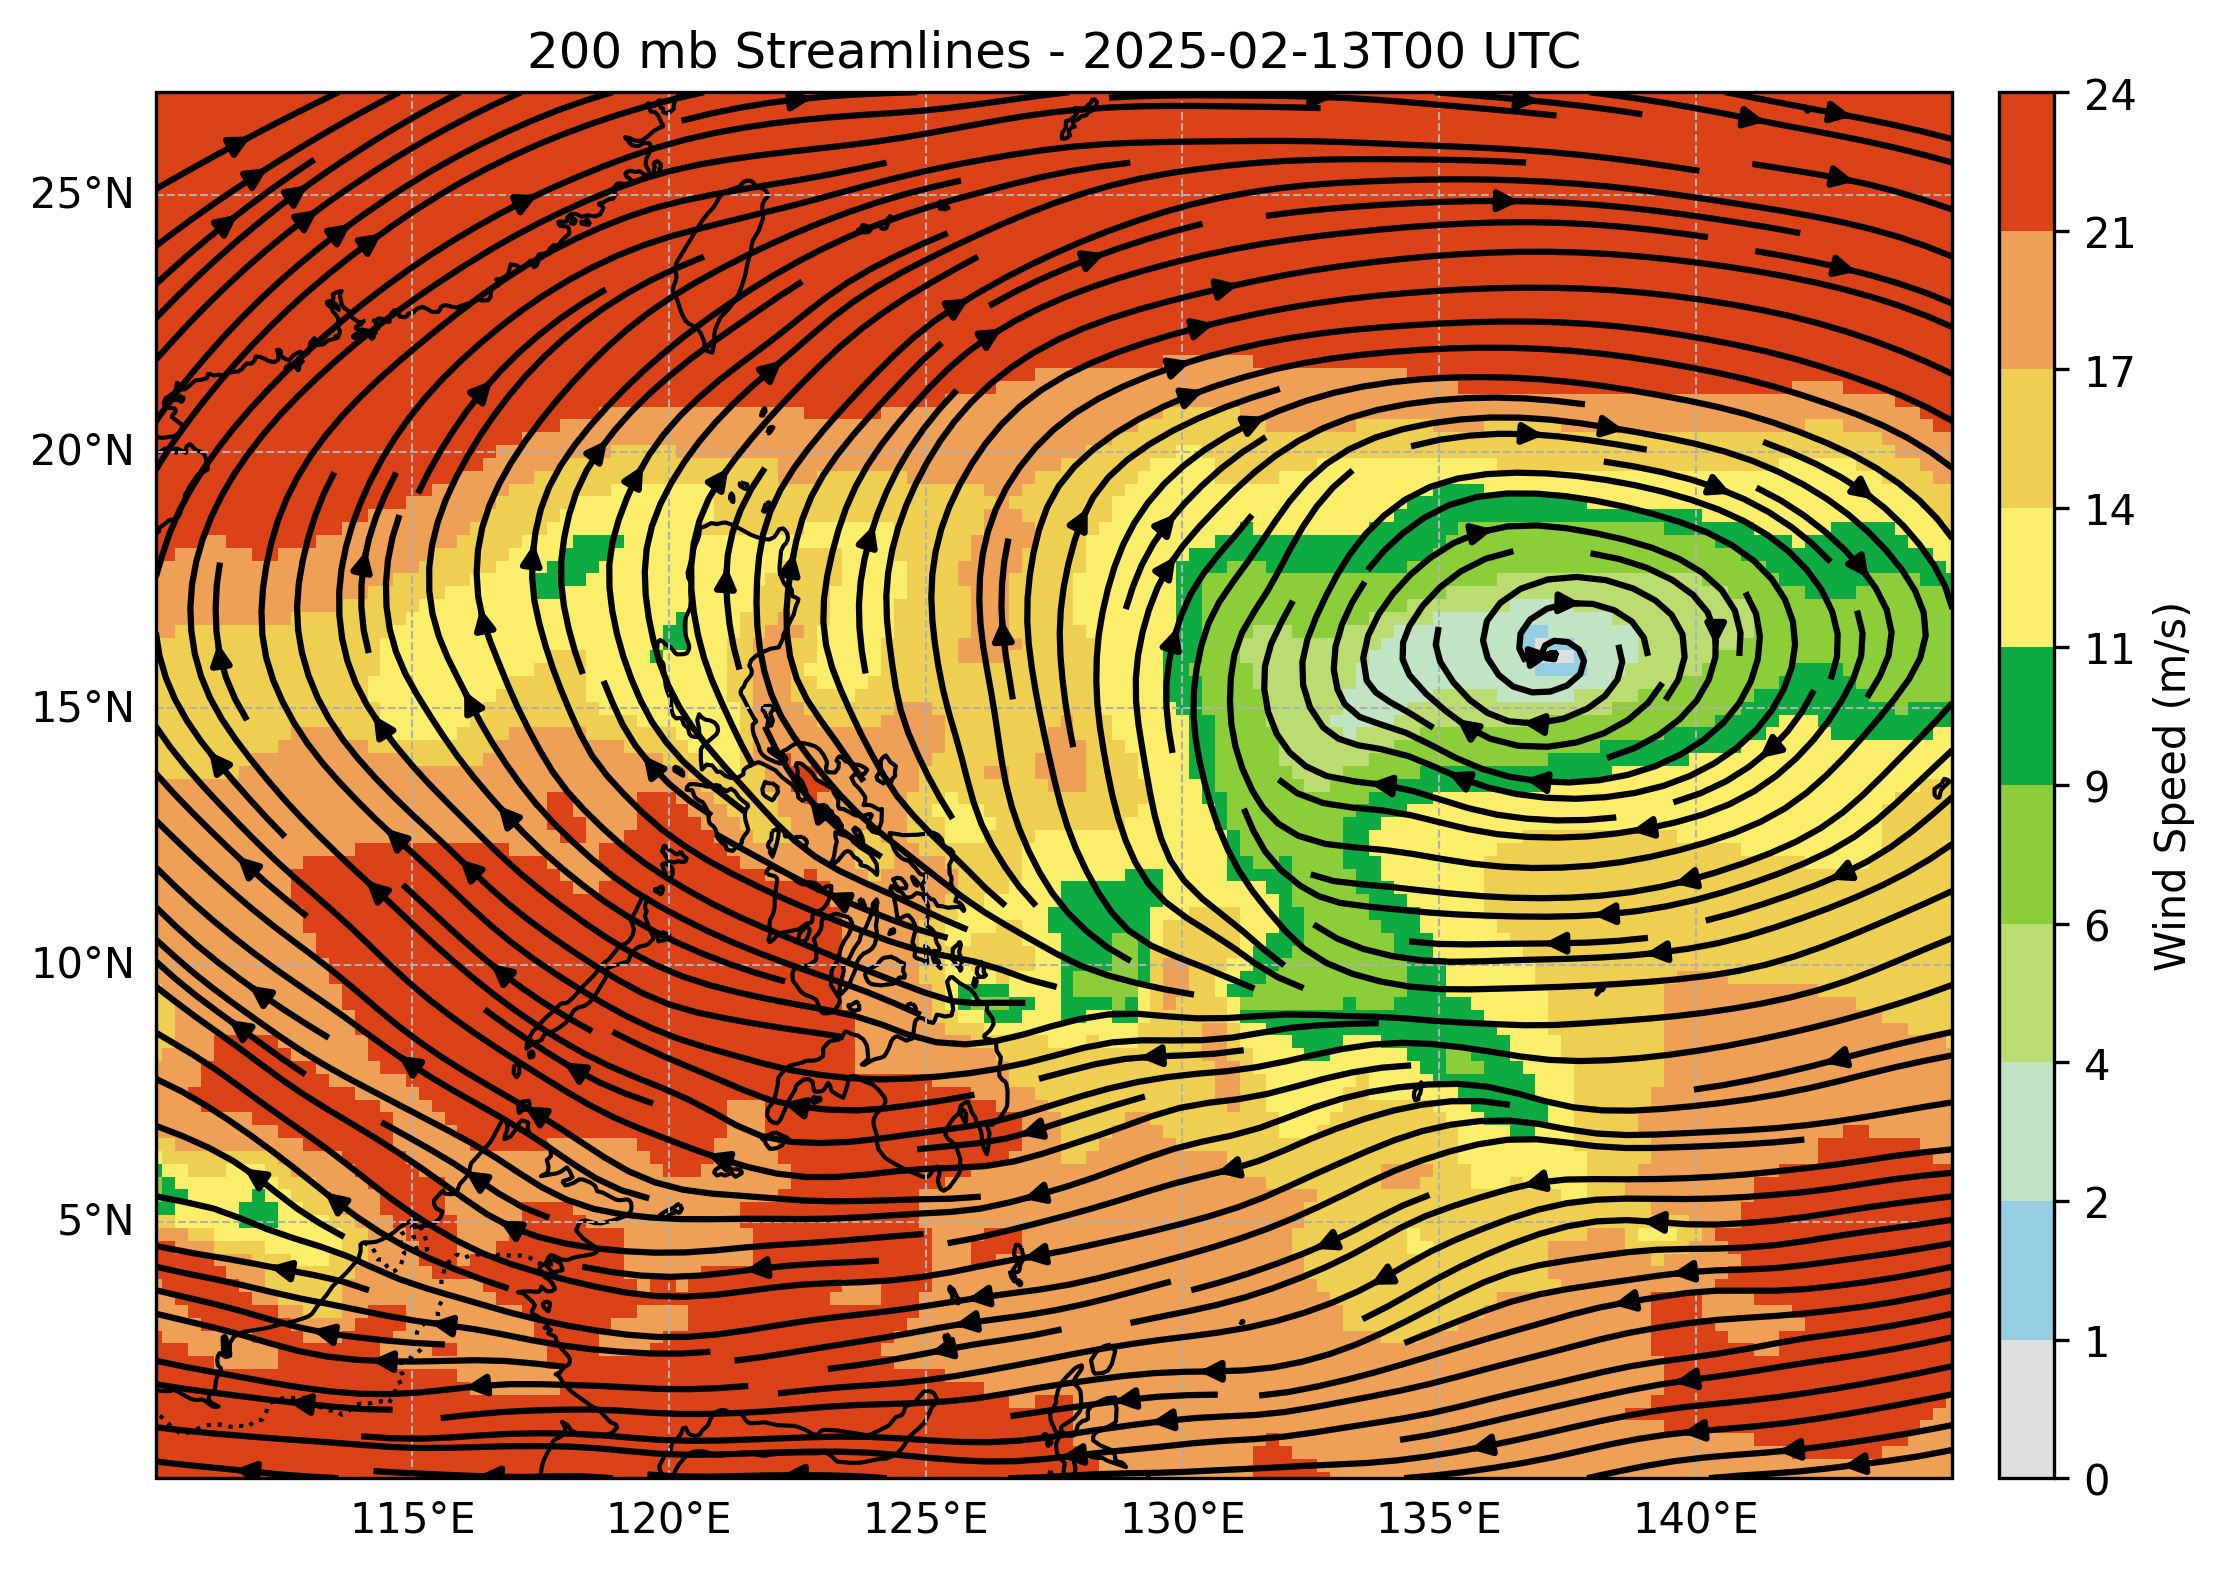 200 mb Streamlines - 2025-02-13T00 UTC
25°N
20°N
15°N
10°N
5°N
115°E
120°E
125°E
130°E
135°E
140°E
24
21
17
14
11
9
6
4
2
1
0
Wind Speed (m/s)